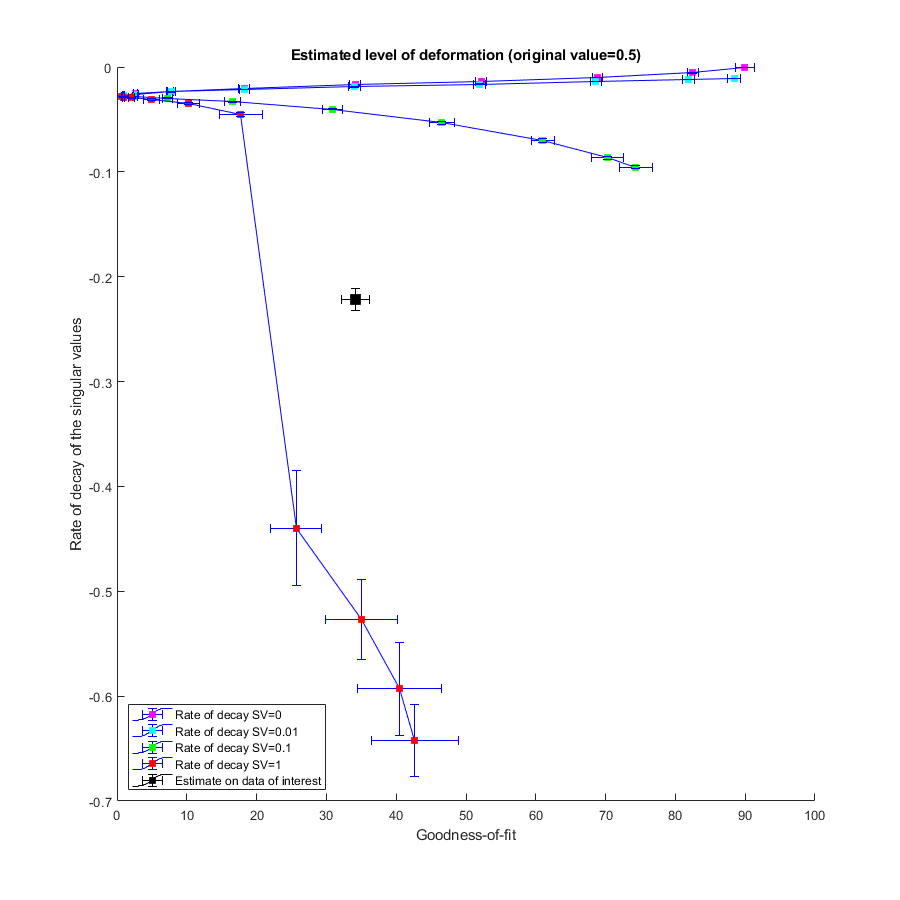 Estimated level of deformation (original value=0.5)
Rate of decay of the singular values
0
-0.1
-0.2
-0.3
-0.4
-0.5
-0.6
-0.7
Rate of decay SV=0
Rate of decay SV=0.01
Rate of decay SV=0.1
Rate of decay SV=1
Estimate on data of interest
0 10 20 30 40 50 60 70 80 90 100
Goodness-of-fit